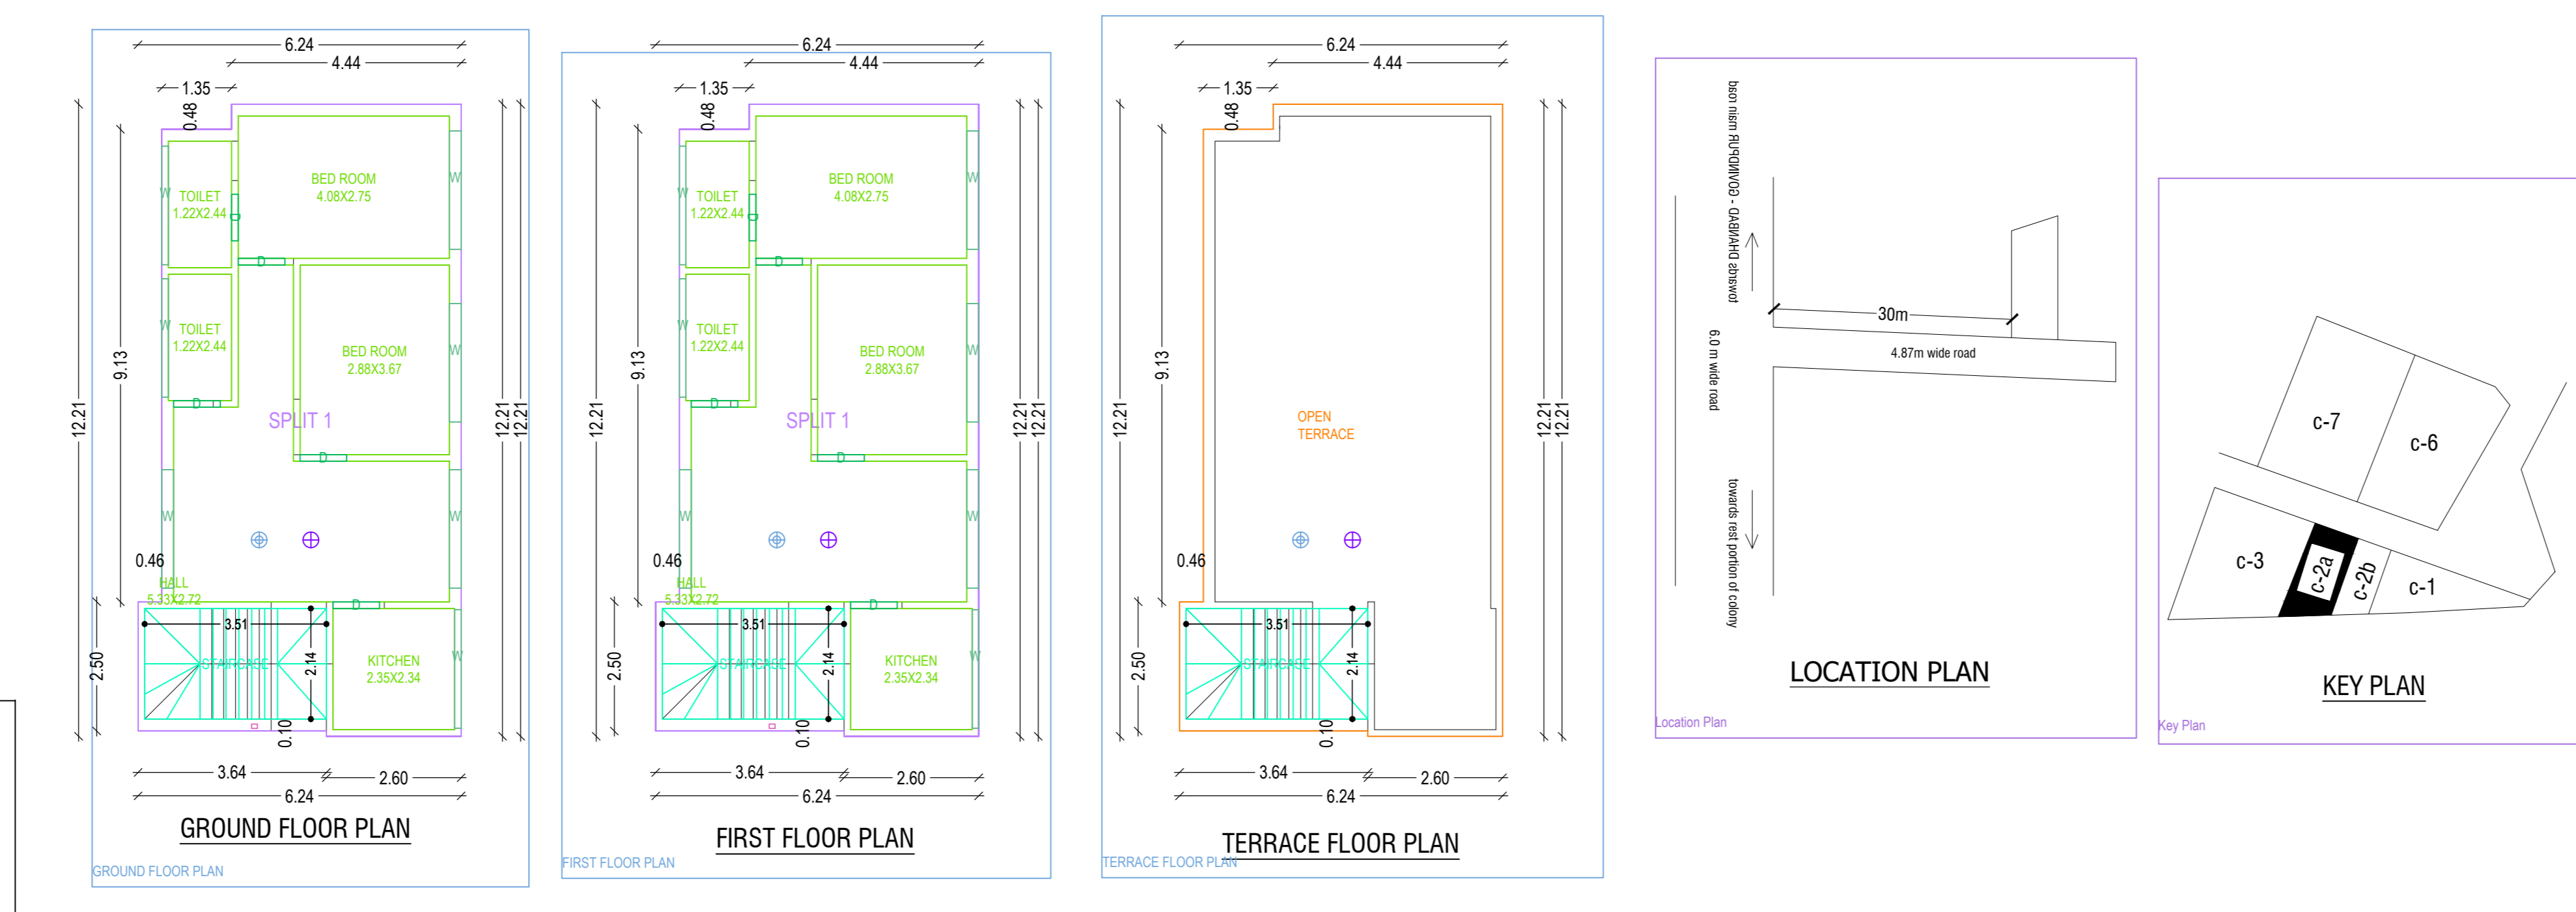 6.24
4.44
1.35
0.48
W
TOILET
1.22X2.44
D
BED ROOM
4.08X2.75
W
D
12.21
9.13
W
TOILET
1.22X2.44
BED ROOM
2.88X3.67
W
D
SPLIT 1
12.21
12.21
D
W
W
0.46
HALL
5.33X2.72
D
3.51
STAIRCASE
2.14
KITCHEN
2.35X2.34
W
2.50
0.10
3.64
2.60
6.24
GROUND FLOOR PLAN
GROUND FLOOR PLAN
6.24
4.44
1.35
0.48
W
TOILET
1.22X2.44
D
BED ROOM
4.08X2.75
W
D
12.21
9.13
W
TOILET
1.22X2.44
BED ROOM
2.88X3.67
W
D
SPLIT 1
12.21
12.21
D
W
W
0.46
HALL
5.33X2.72
D
3.51
STAIRCASE
2.14
KITCHEN
2.35X2.34
W
2.50
0.10
3.64
2.60
6.24
FIRST FLOOR PLAN
FIRST FLOOR PLAN
6.24
4.44
1.35
0.48
12.21
9.13
OPEN
TERRACE
12.21
12.21
0.46
3.51
STAIRCASE
2.14
2.50
0.10
3.64
2.60
6.24
TERRACE FLOOR PLAN
TERRACE FLOOR PLAN
towards DHANBAD - GOVINDPUR main road
30m
4.87m wide road
6.0 m wide road
towards rest portion of colony
LOCATION PLAN
Location Plan
c-7
c-6
c-3
c-2a
c-2b
c-1
KEY PLAN
Key Plan